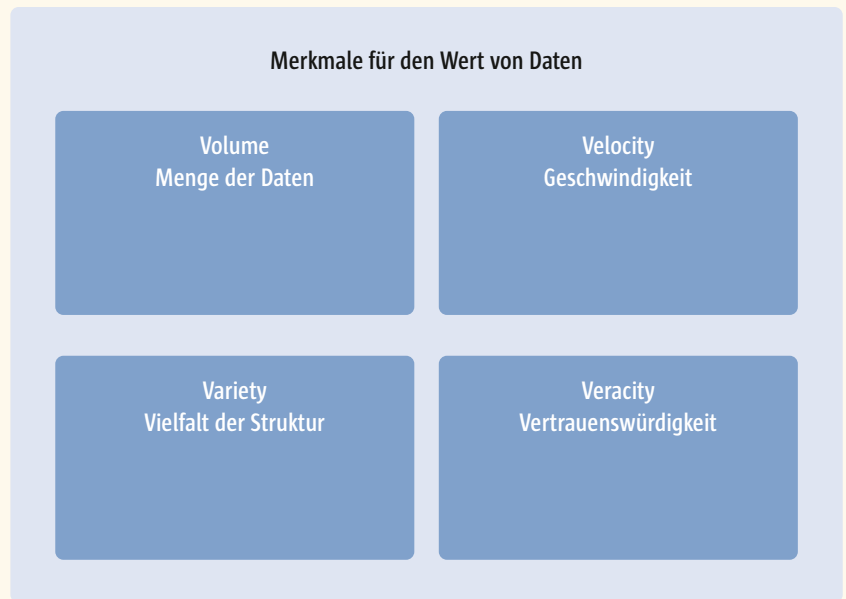 Merkmale für den Wert von Daten
Volume
Menge der Daten
Velocity
Geschwindigkeit
Variety
Vielfalt der Struktur
Veracity
Vertrauenswürdigkeit